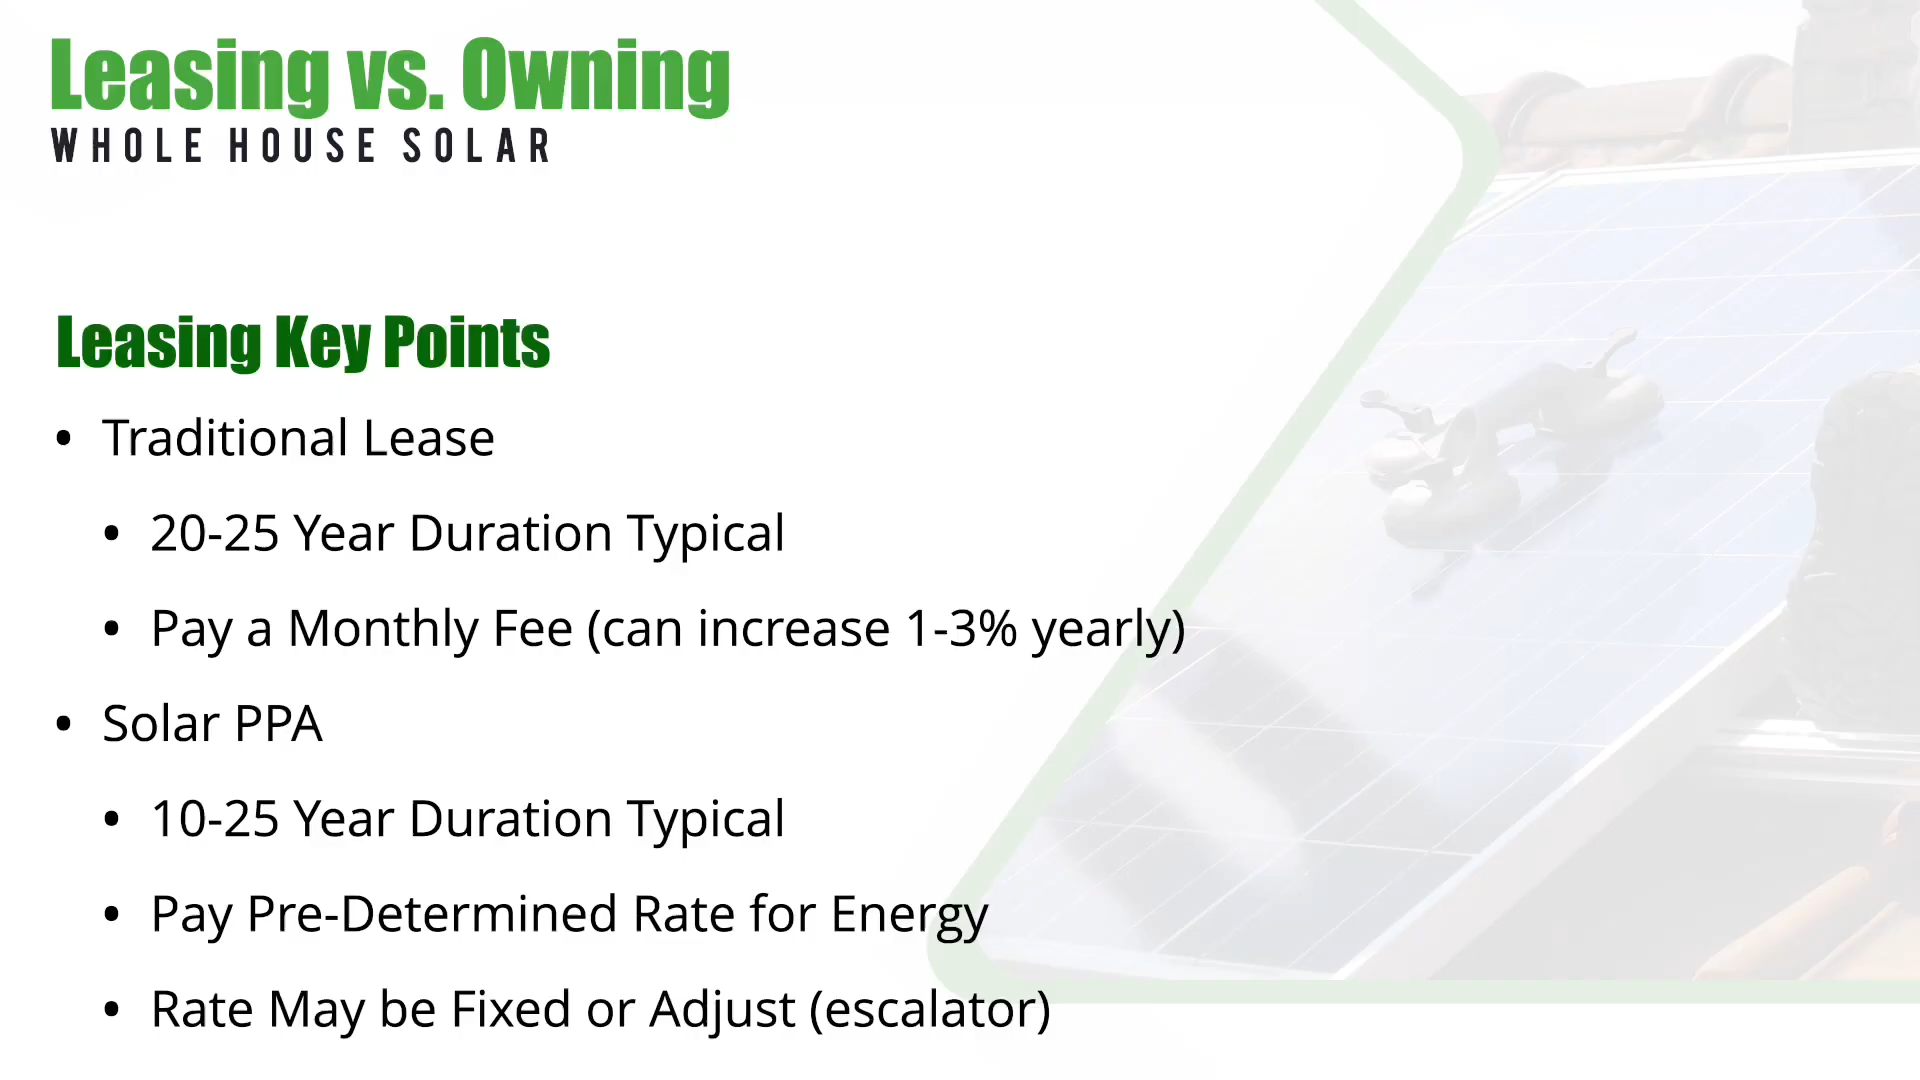 Leasing vs. Owning
WHOLE HOUSE SOLAR
Leasing Key Points
• Traditional Lease
• 20-25 Year Duration Typical
• Pay a Monthly Fee (can increase 1-3% yearly)
• Solar PPA
• 10-25 Year Duration Typical
• Pay Pre-Determined Rate for Energy
• Rate May be Fixed or Adjust (escalator)